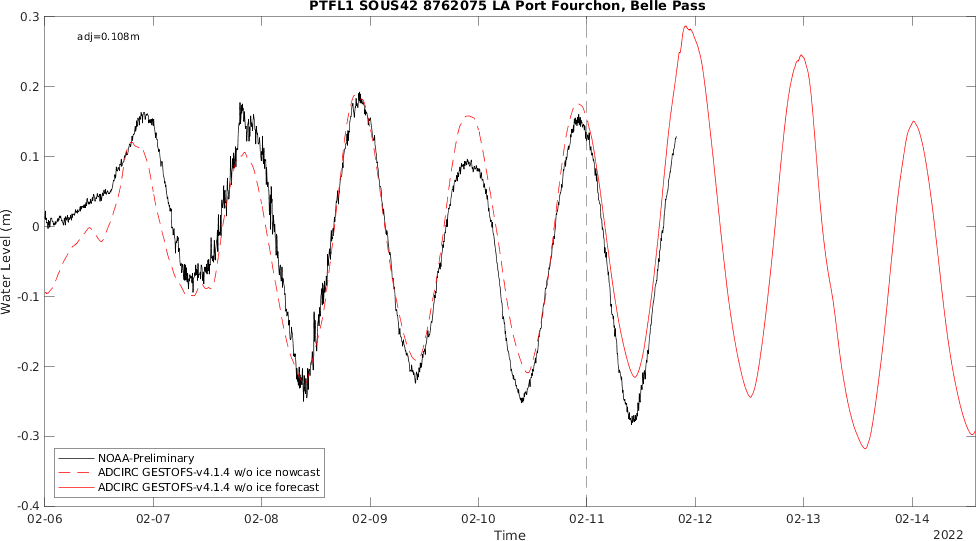 PTFL1 SOUS42 8762075 LA Port Fourchon, Belle Pass
adj=0.108m
0.3
0.2
0.1
0
-0.1
-0.2
-0.3
-0.4
Water Level (m)
NOAA-Preliminary
ADCIRC GESTOFS-v4.1.4 w/o ice nowcast
ADCIRC GESTOFS-v4.1.4 w/o ice forecast
02-06 02-07 02-08 02-09 02-10 02-11 02-12 02-13 02-14
Time
2022